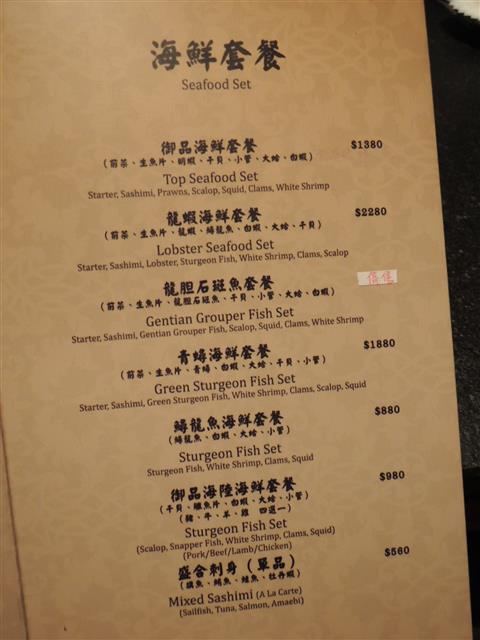 海鮮套餐
Seafood Set
御品海鮮套餐 $1380
(前菜、生魚片、明蝦、干貝、小管、大蛤、白蝦)
Top Seafood Set
Starter, Sashimi, Prawns, Scalop, Squid, Clams, White Shrimp
龍蝦海鮮套餐 $2280
(前菜、生魚片、龍蝦、鱘龍魚、白蝦、大蛤、干貝)
Lobster Seafood Set
Starter, Sashimi, Lobster, Sturgeon Fish, White Shrimp, Clams, Scalop
龍胆石斑魚套餐
(前菜、生魚片、龍胆石斑魚、干貝、小管、大蛤、白蝦)
Gentian Grouper Fish Set
Starter, Sashimi, Gentian Grouper Fish, Scalop, Squid, Clams, White Shrimp
青蟳海鮮套餐 $1880
(前菜、生魚片、青蟳、白蝦、大蛤、干貝、小管)
Green Sturgeon Fish Set
Starter, Sashimi, Green Sturgeon Fish, White Shrimp, Clams, Scalop, Squid
鱘龍魚海鮮套餐 $880
(鱘龍魚、白蝦、大蛤、小管)
Sturgeon Fish Set
Sturgeon Fish, White Shrimp, Clams, Squid
御品海陸海鮮套餐 $980
(干貝、鯛魚片、白蝦、大蛤、小管)
(豬、牛、羊、雞 四選一)
Sturgeon Fish Set
(Scalop, Snapper Fish, White Shrimp, Clams, Squid)
(Pork/Beef/Lamb/Chicken)
盛合刺身(單品) $560
(旗魚、鮪魚、鮭魚、牡丹蝦)
Mixed Sashimi (A La Carte)
(Sailfish, Tuna, Salmon, Amaebi)